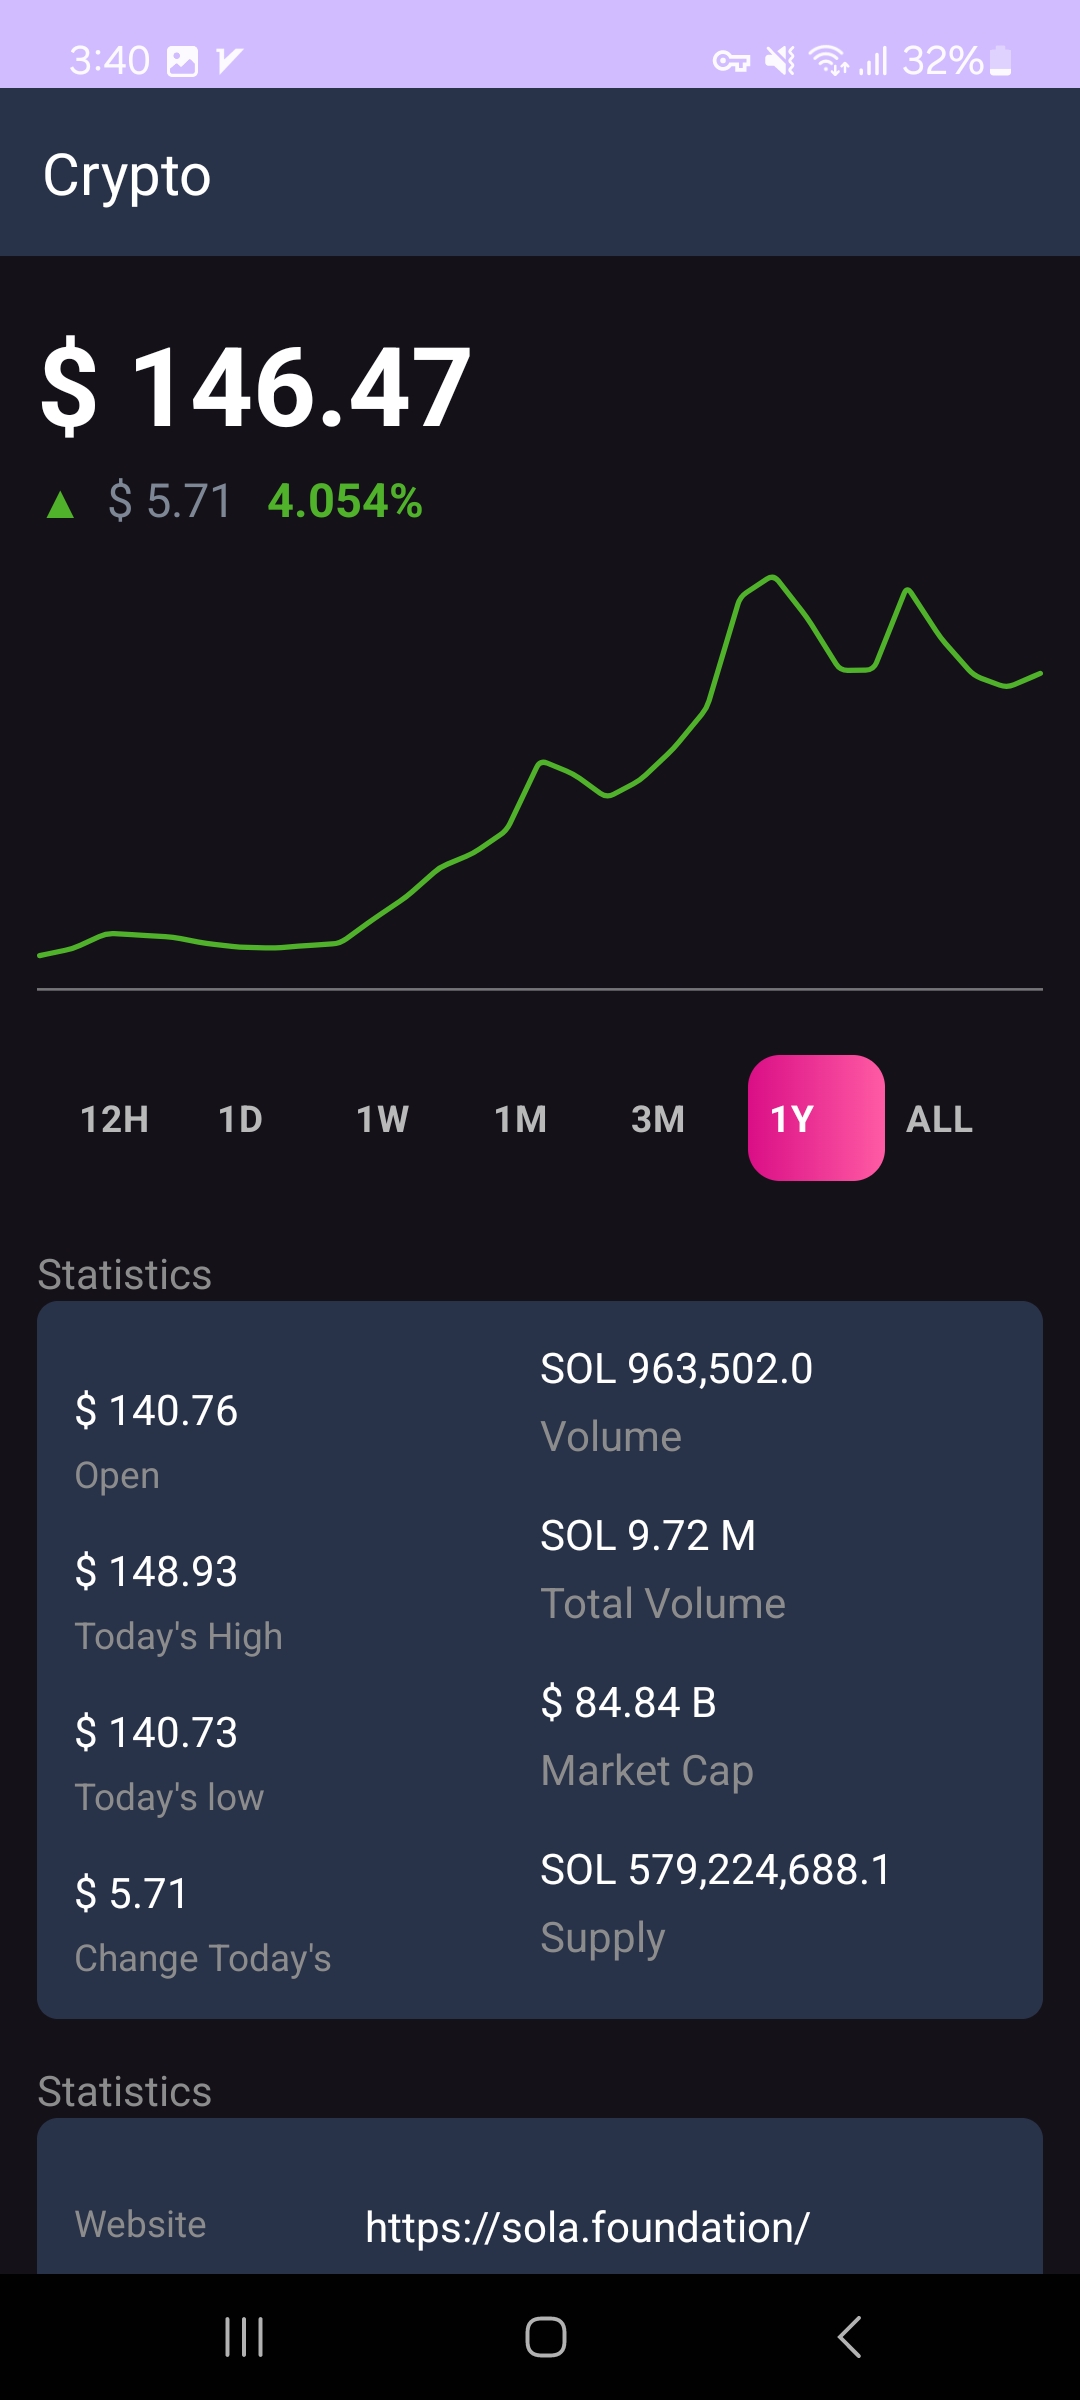 3:40 32%
Crypto
$ 146.47
▲ $ 5.71 4.054%
12H 1D 1W 1M 3M 1Y ALL
Statistics
$ 140.76
Open
$ 148.93
Today's High
$ 140.73
Today's low
$ 5.71
Change Today's
SOL 963,502.0
Volume
SOL 9.72 M
Total Volume
$ 84.84 B
Market Cap
SOL 579,224,688.1
Supply
Statistics
Website https://sola.foundation/